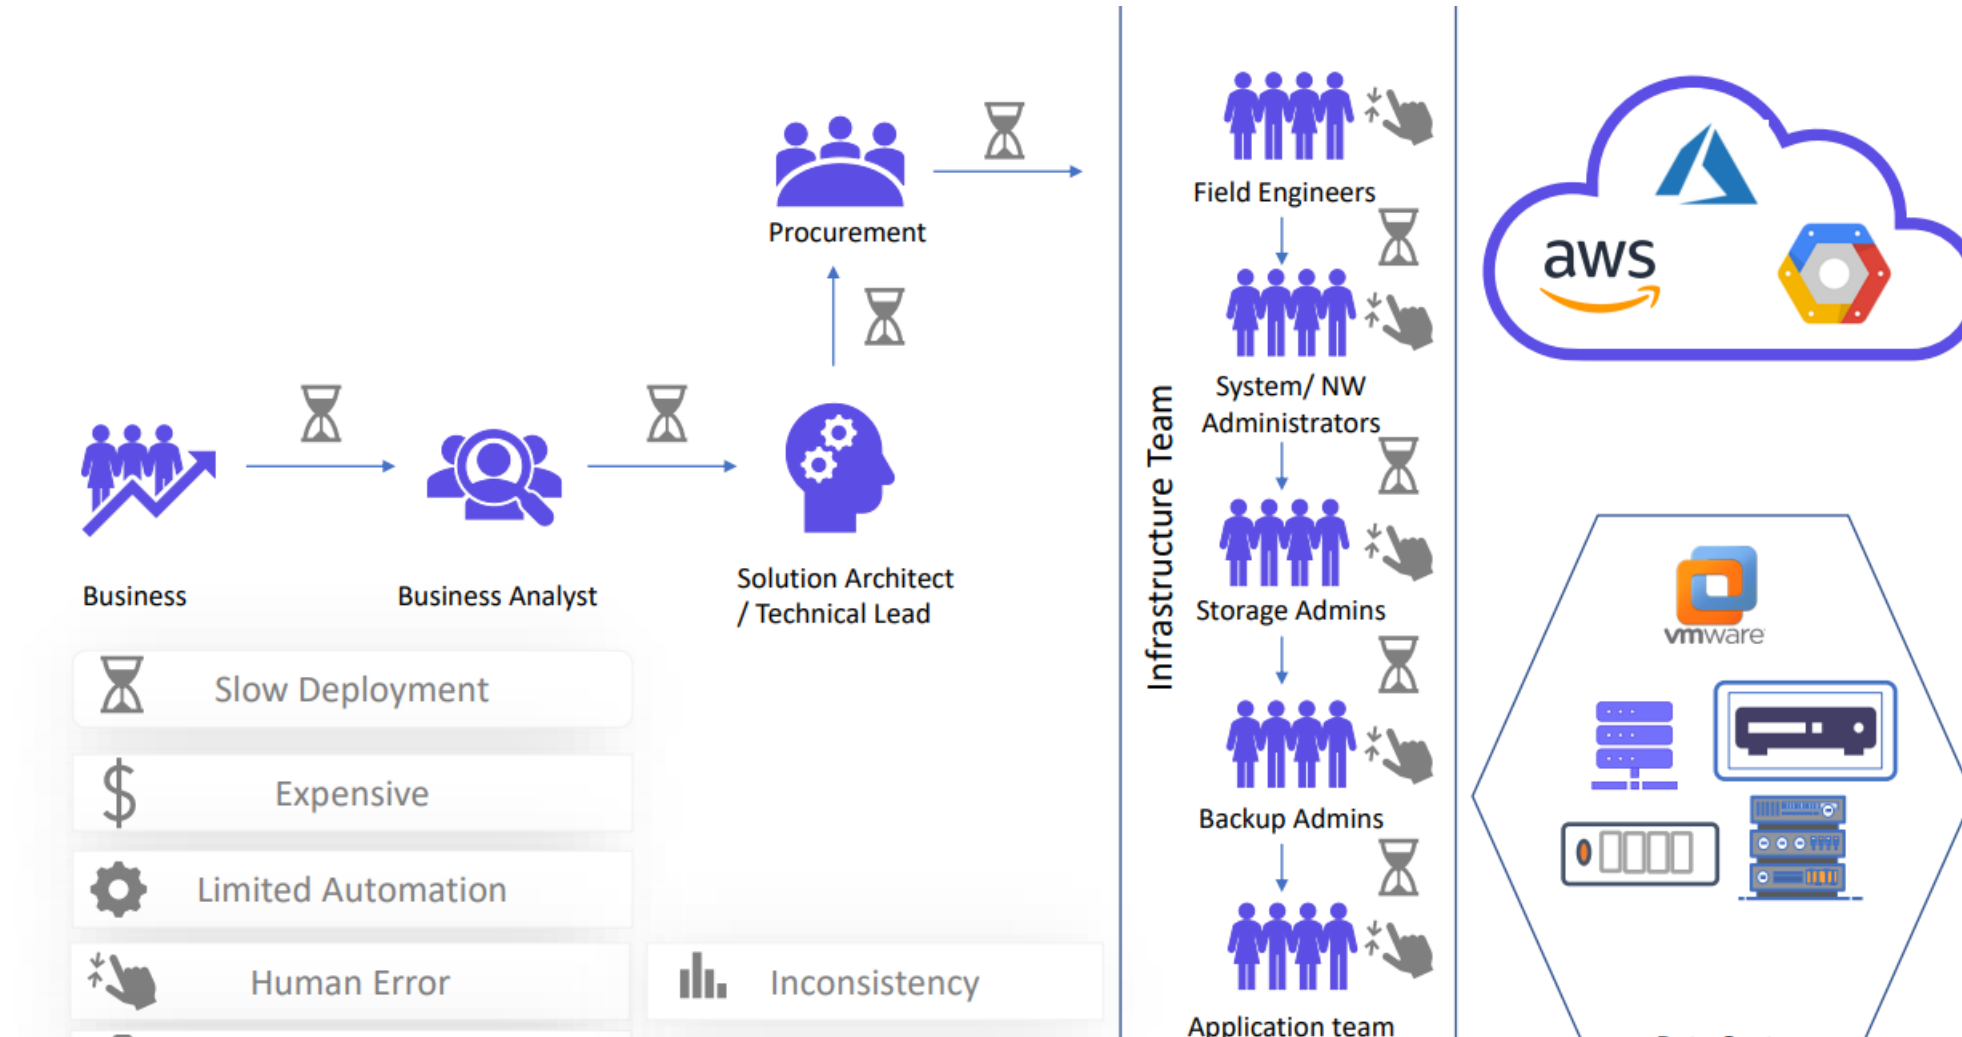 Procurement
Business
Business Analyst
Solution Architect
/ Technical Lead
Slow Deployment
Expensive
Limited Automation
Human Error
Inconsistency
Infrastructure Team
Field Engineers
System/ NW
Administrators
Storage Admins
Backup Admins
Application team
aws
vmware